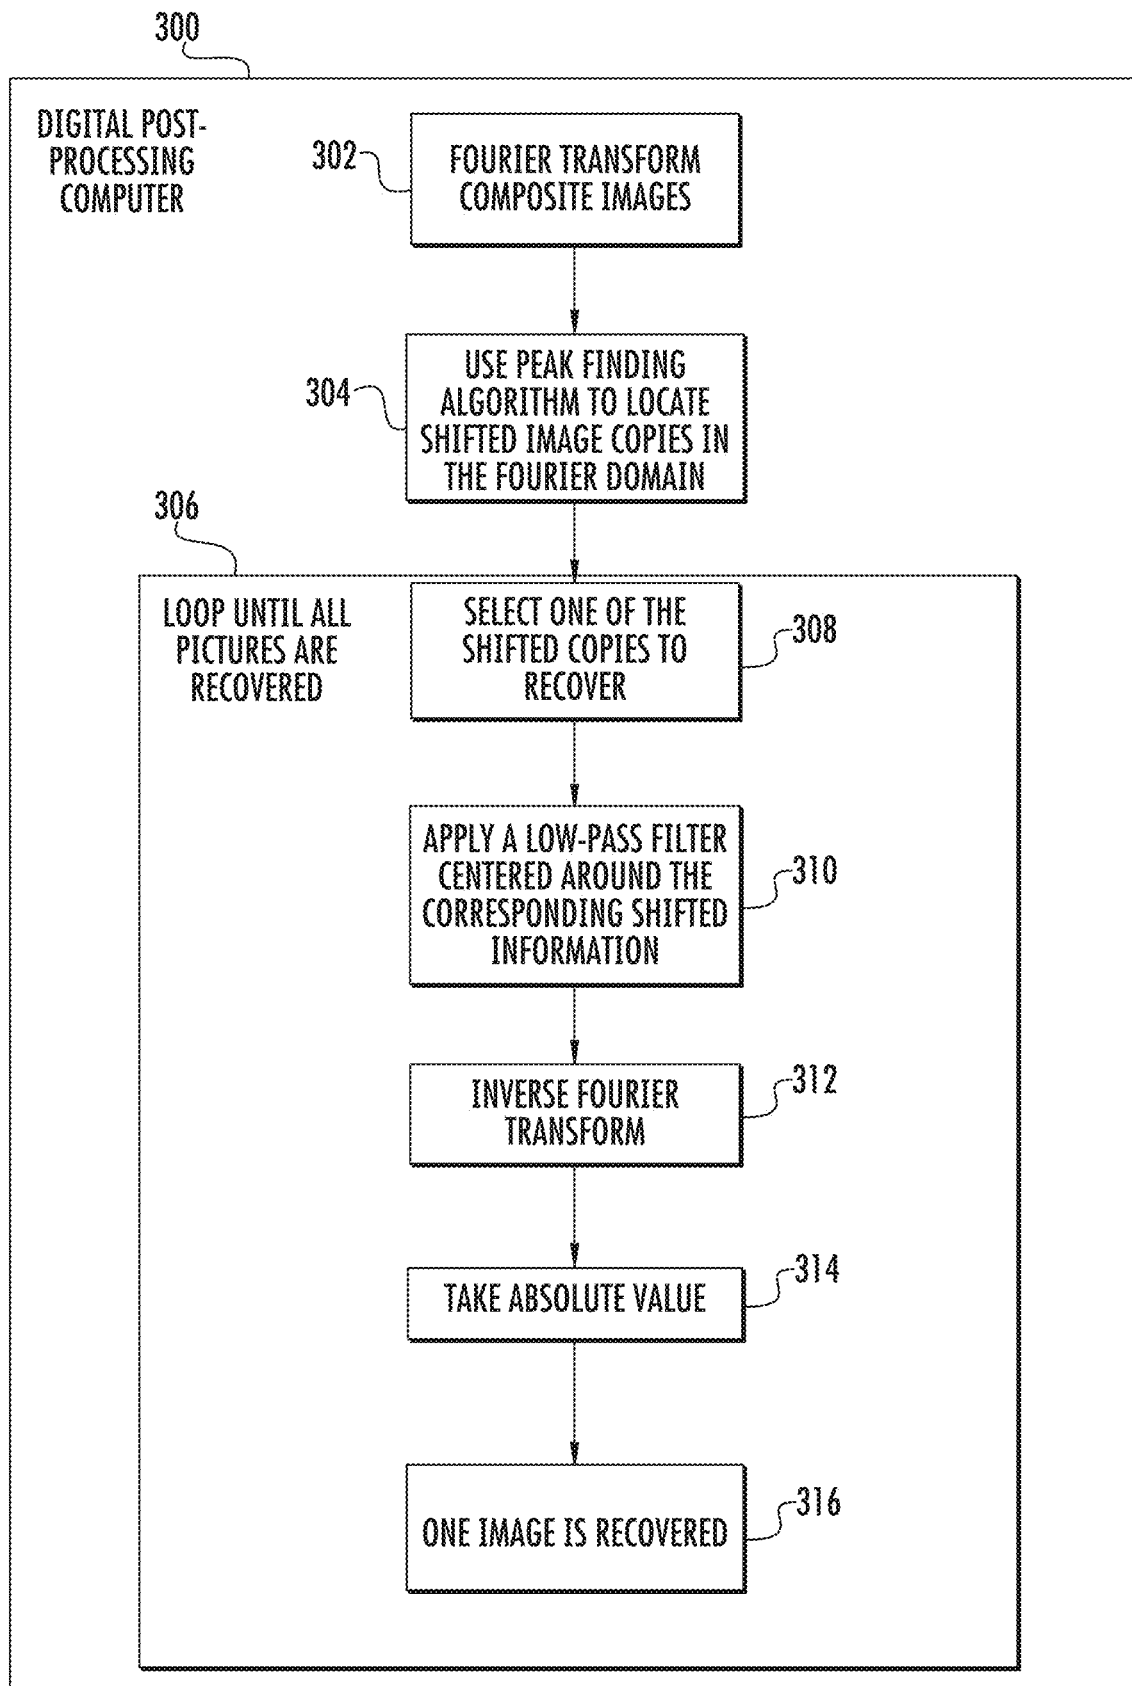 300
DIGITAL POST-
PROCESSING
COMPUTER
302
FOURIER TRANSFORM
COMPOSITE IMAGES
304
USE PEAK FINDING
ALGORITHM TO LOCATE
SHIFTED IMAGE COPIES IN
THE FOURIER DOMAIN
306
LOOP UNTIL ALL
PICTURES ARE
RECOVERED
SELECT ONE OF THE
SHIFTED COPIES TO
RECOVER
308
APPLY A LOW-PASS FILTER
CENTERED AROUND THE
CORRESPONDING SHIFTED
INFORMATION
310
INVERSE FOURIER
TRANSFORM
312
TAKE ABSOLUTE VALUE
314
ONE IMAGE IS RECOVERED
316